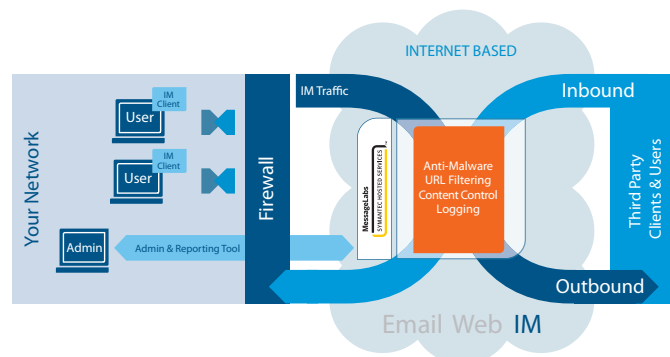 INTERNET BASED
Your Network
IM
Client
User
IM
Client
User
Admin
Admin & Reporting Tool
Firewall
IM Traffic
MessageLabs
SYMANTEC HOSTED SERVICES™
Anti-Malware
URL Filtering
Content Control
Logging
Inbound
Outbound
Third Party
Clients & Users
Email Web IM